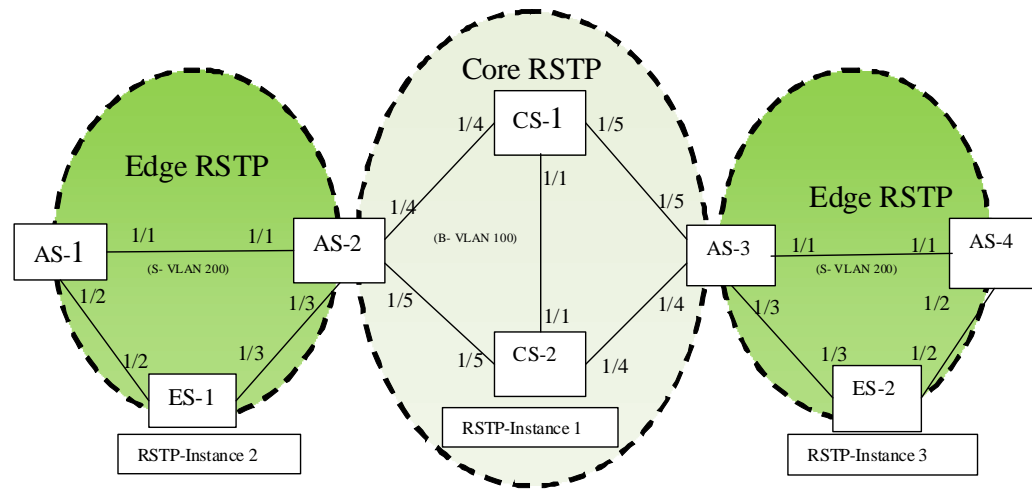 Core RSTP
1/4
CS-1
1/5
1/1
Edge RSTP
Edge RSTP
1/4
1/5
AS-1
1/1
1/1
AS-2
(B- VLAN 100)
AS-3
1/1
1/1
AS-4
(S- VLAN 200)
(S- VLAN 200)
1/2
1/3
1/5
1/4
1/3
1/2
1/1
1/2
1/3
1/5
CS-2
1/4
1/3
1/2
ES-1
ES-2
RSTP-Instance 1
RSTP-Instance 2
RSTP-Instance 3